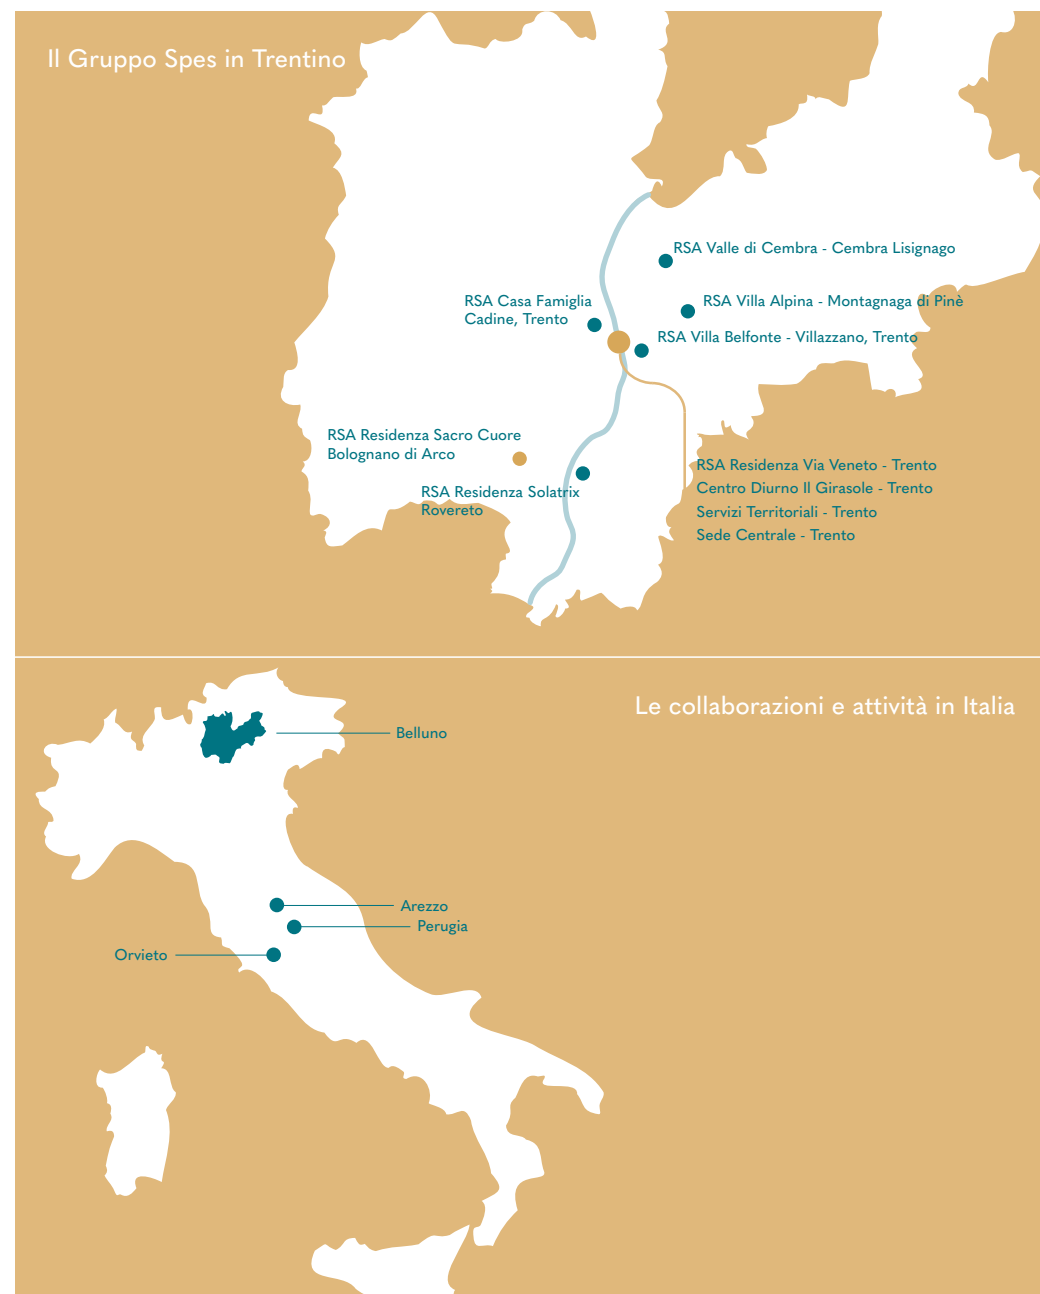 Il Gruppo Spes in Trentino
RSA Valle di Cembra - Cembra Lisignago
RSA Casa Famiglia
Cadine, Trento
RSA Villa Alpina - Montagnaga di Pinè
RSA Villa Belfonte - Villazzano, Trento
RSA Residenza Sacro Cuore
Bolognano di Arco
RSA Residenza Solatrix
Rovereto
RSA Residenza Via Veneto - Trento
Centro Diurno Il Girasole - Trento
Servizi Territoriali - Trento
Sede Centrale - Trento
Le collaborazioni e attività in Italia
Belluno
Arezzo
Perugia
Orvieto